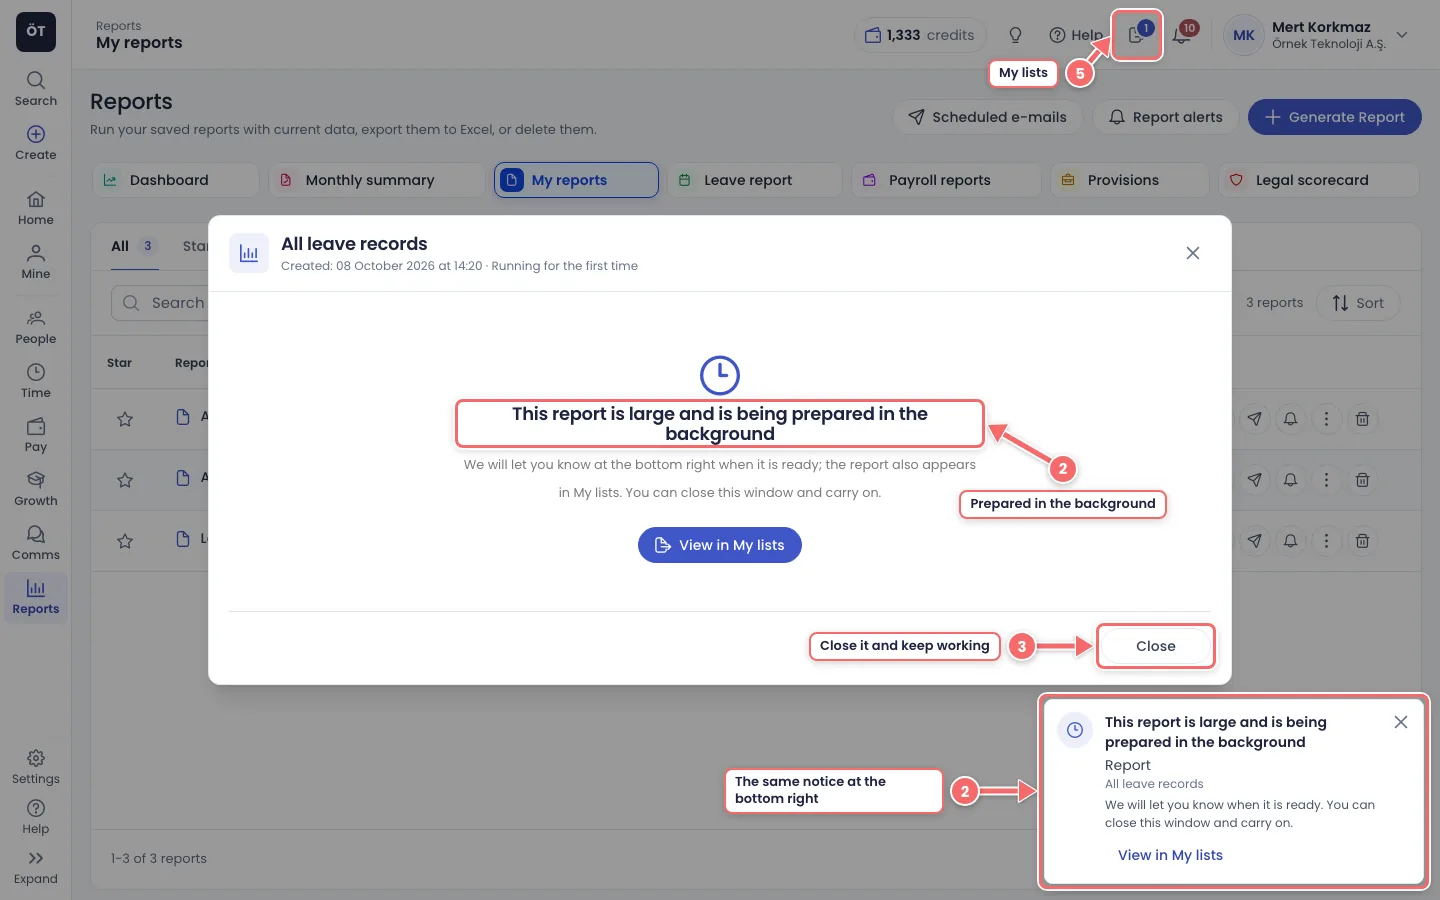 ÖT
Reports
My reports
1,333 credits
Help
1
10
MK
Mert Korkmaz
Örnek Teknoloji A.Ş.
My lists
5
Search
Create
Home
Mine
People
Time
Pay
Growth
Comms
Reports
Settings
Help
Expand
Reports
Run your saved reports with current data, export them to Excel, or delete them.
Scheduled e-mails
Report alerts
Generate Report
Dashboard
Monthly summary
My reports
Leave report
Payroll reports
Provisions
Legal scorecard
All 3
Star
Search
3 reports
Sort
Star
Repor
All leave records
Created: 08 October 2026 at 14:20 · Running for the first time
This report is large and is being prepared in the
background
We will let you know at the bottom right when it is ready; the report also appears
in My lists. You can close this window and carry on.
2
Prepared in the background
View in My lists
Close it and keep working
3
Close
The same notice at the
bottom right
2
This report is large and is being
prepared in the background
Report
All leave records
We will let you know when it is ready. You can
close this window and carry on.
View in My lists
1-3 of 3 reports